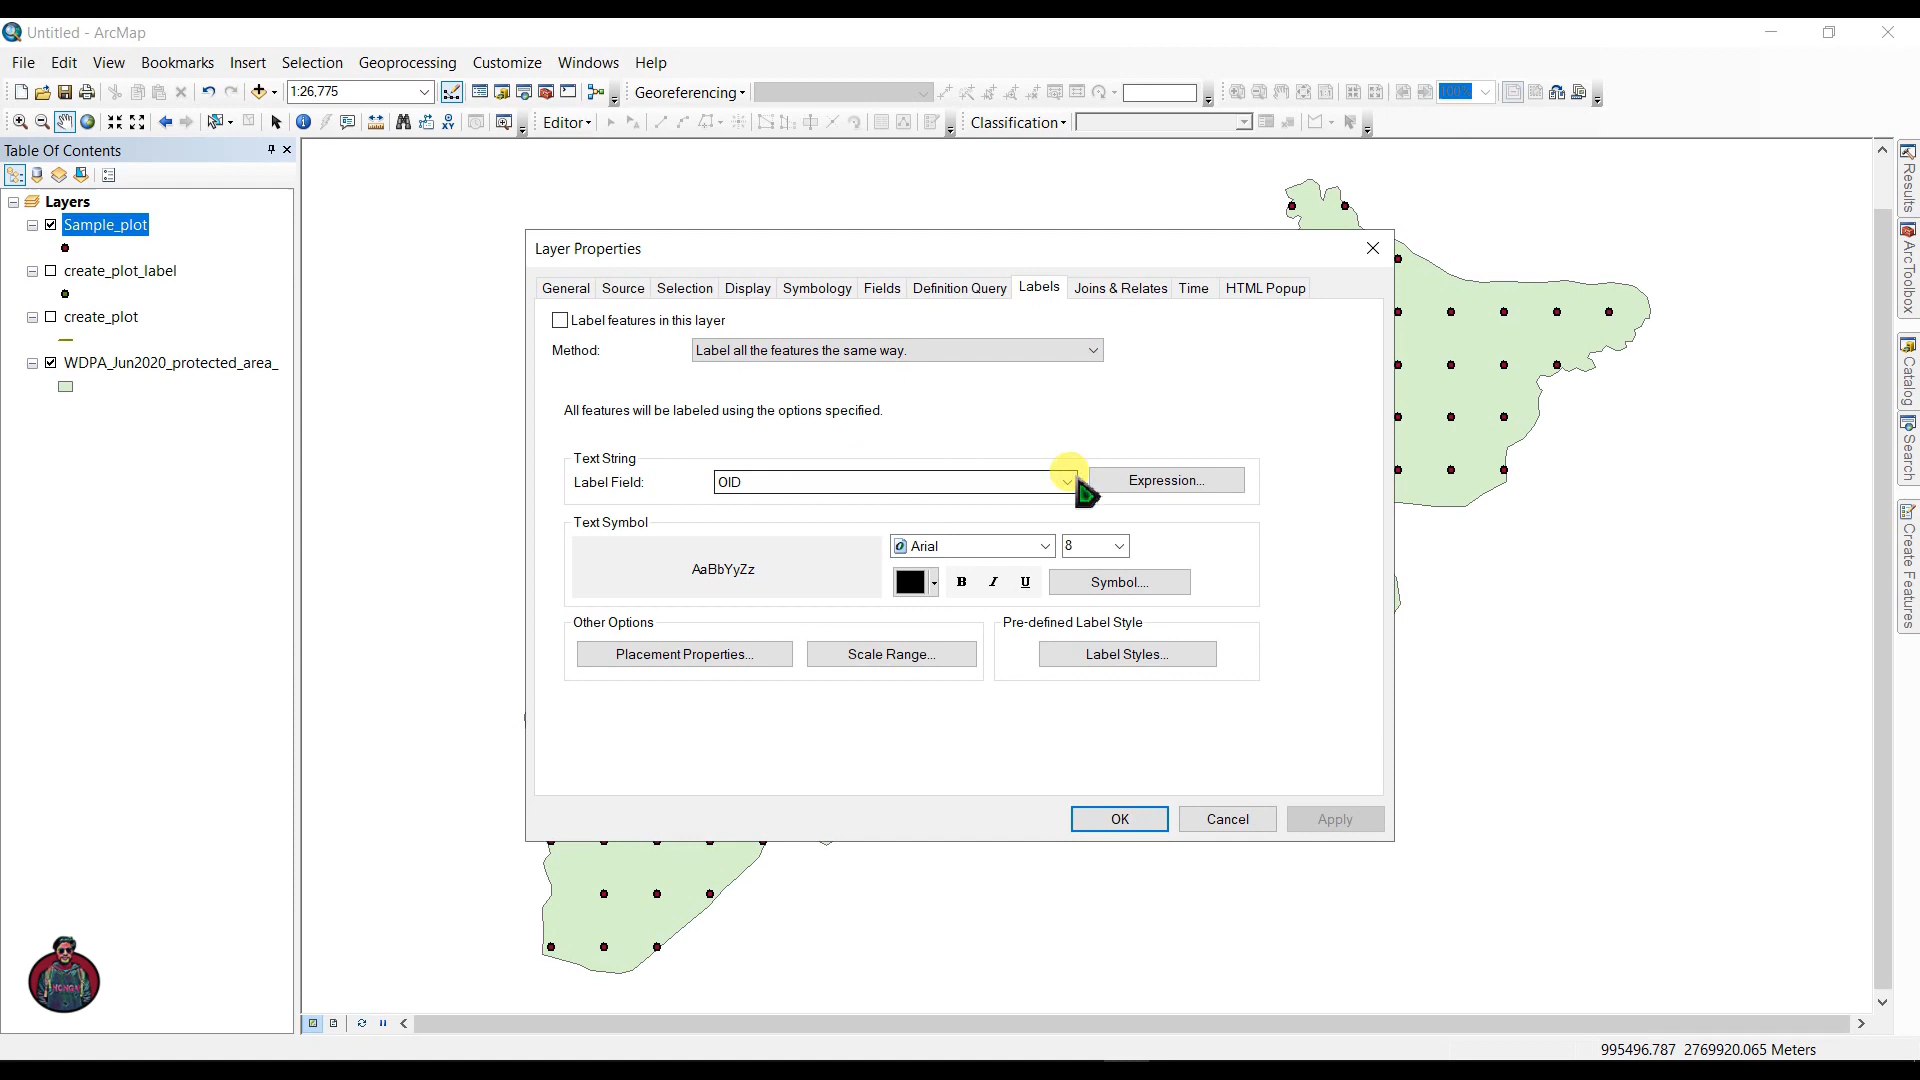 Untitled - ArcMap
File Edit View Bookmarks Insert Selection Geoprocessing Customize Windows Help
1:26,775 Georeferencing 100%
Editor Classification
Table Of Contents
Layers
Sample_plot
create_plot_label
create_plot
WDPA_Jun2020_protected_area_
Layer Properties
General Source Selection Display Symbology Fields Definition Query Labels Joins & Relates Time HTML Popup
Label features in this layer
Method: Label all the features the same way.
All features will be labeled using the options specified.
Text String
Label Field: OID Expression...
Text Symbol
AaBbYyZz
Arial 8
B I U Symbol...
Other Options
Placement Properties... Scale Range...
Pre-defined Label Style
Label Styles...
OK Cancel Apply
Results
ArcToolbox
Catalog
Search
Create Features
995496.787 2769920.065 Meters